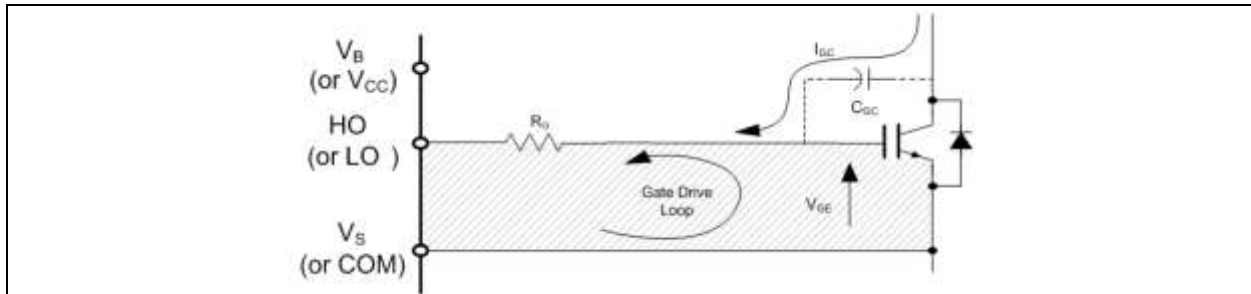 V_B
(or V_CC)
HO
(or LO )
V_S
(or COM)
R_G
I_GC
C_GC
Gate Drive
Loop
V_GE